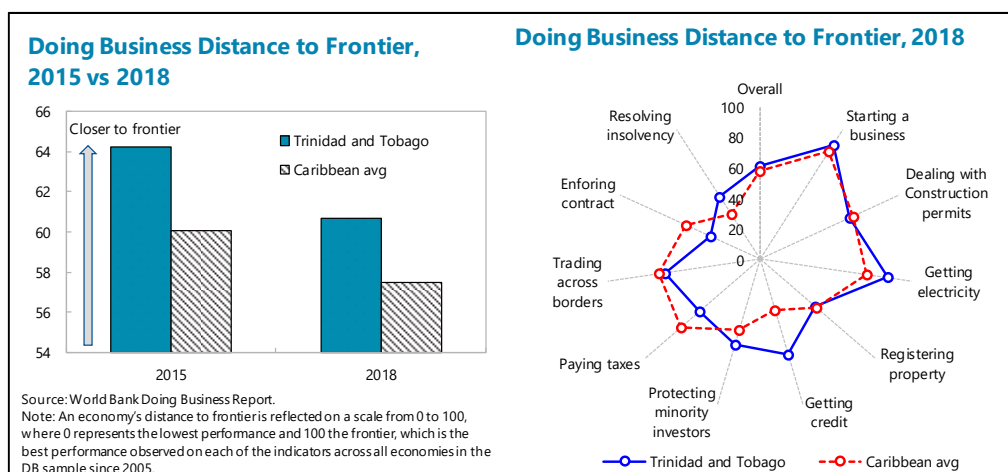 Doing Business Distance to Frontier,
2015 vs 2018
66
64
62
60
58
56
54
Closer to frontier
Trinidad and Tobago
Caribbean avg
2015
2018
Source: World Bank Doing Business Report.
Note: An economy's distance to frontier is reflected on a scale from 0 to 100,
where 0 represents the lowest performance and 100 the frontier, which is the
best performance observed on each of the indicators across all economies in the
DB sample since 2005.
Doing Business Distance to Frontier, 2018
Overall
100
80
60
40
20
0
Starting a
business
Dealing with
Construction
permits
Getting
electricity
Registering
property
Getting
credit
Protecting
minority
investors
Paying taxes
Trading
across
borders
Enforing
contract
Resolving
insolvency
Trinidad and Tobago
Caribbean avg